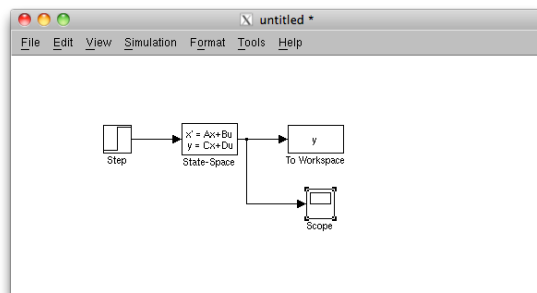 X untitled *
File Edit View Simulation Format Tools Help
x' = Ax+Bu
y = Cx+Du
y
Step
State-Space
To Workspace
Scope